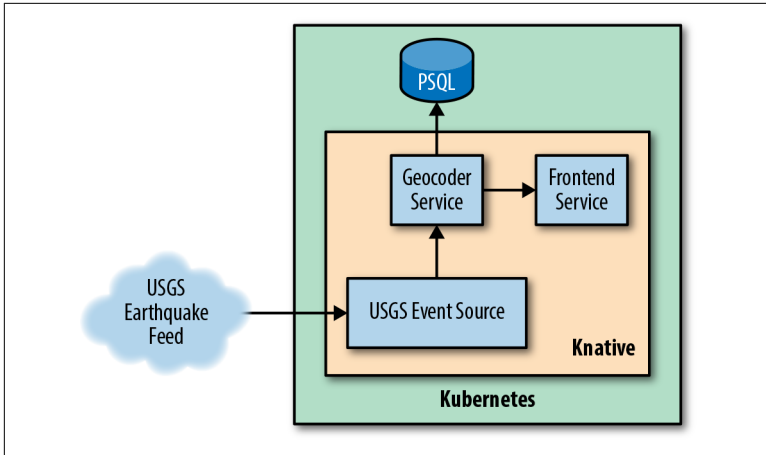 PSQL
Geocoder
Service
Frontend
Service
USGS
Earthquake
Feed
USGS Event Source
Knative
Kubernetes